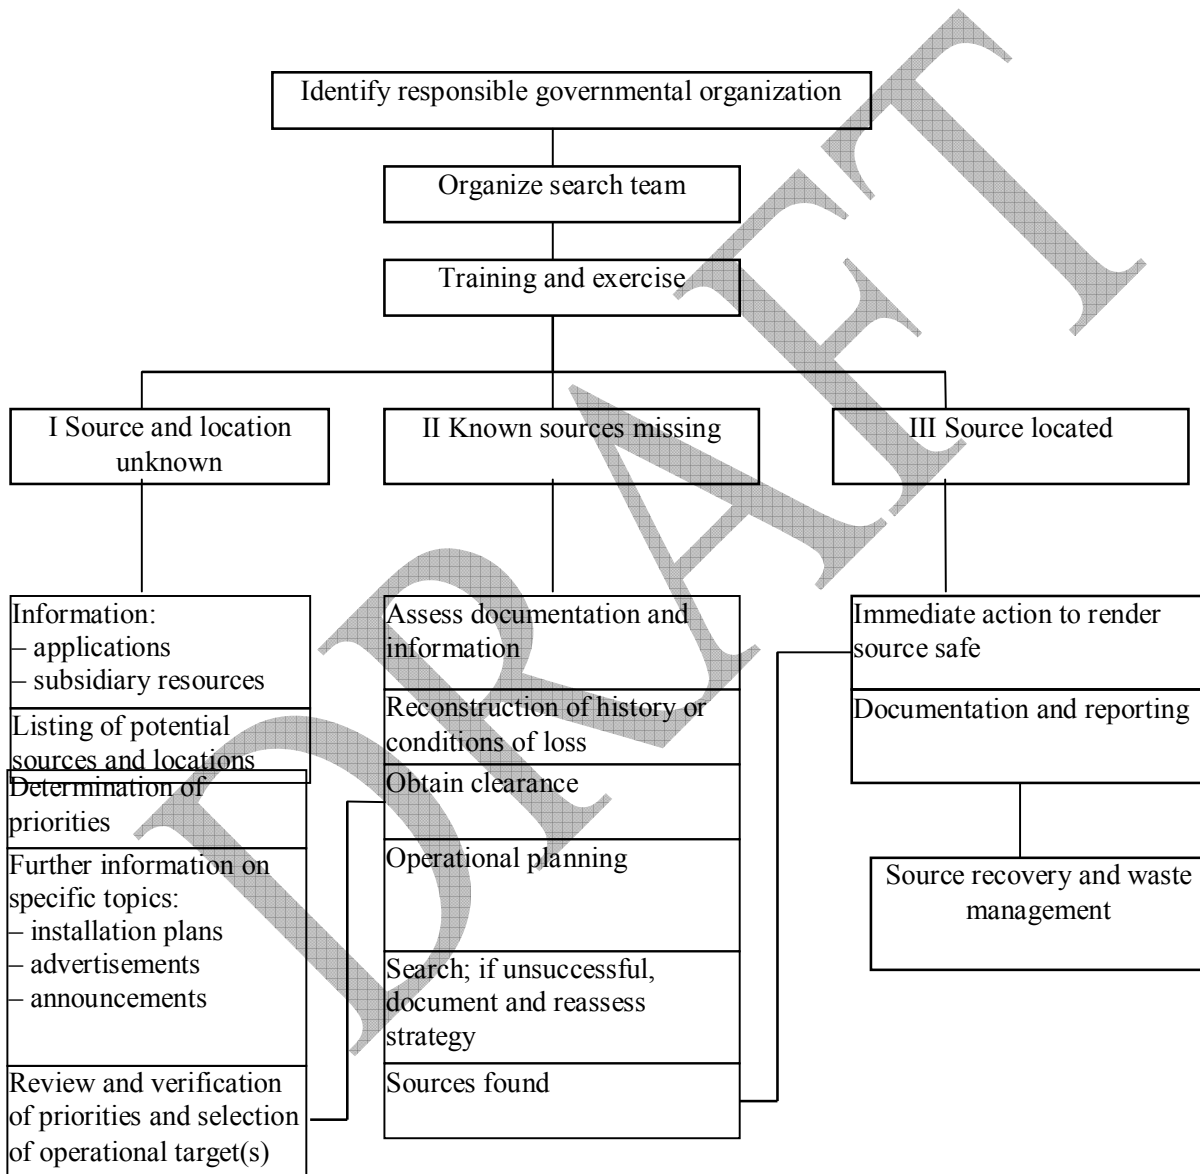 Identify responsible governmental organization
Organize search team
Training and exercise
I Source and location
unknown
II Known sources missing
III Source located
Information:
– applications
– subsidiary resources
Listing of potential
sources and locations
Determination of
priorities
Further information on
specific topics:
– installation plans
– advertisements
– announcements
Review and verification
of priorities and selection
of operational target(s)
Assess documentation and
information
Reconstruction of history or
conditions of loss
Obtain clearance
Operational planning
Search; if unsuccessful,
document and reassess
strategy
Sources found
Immediate action to render
source safe
Documentation and reporting
Source recovery and waste
management
DRAFT